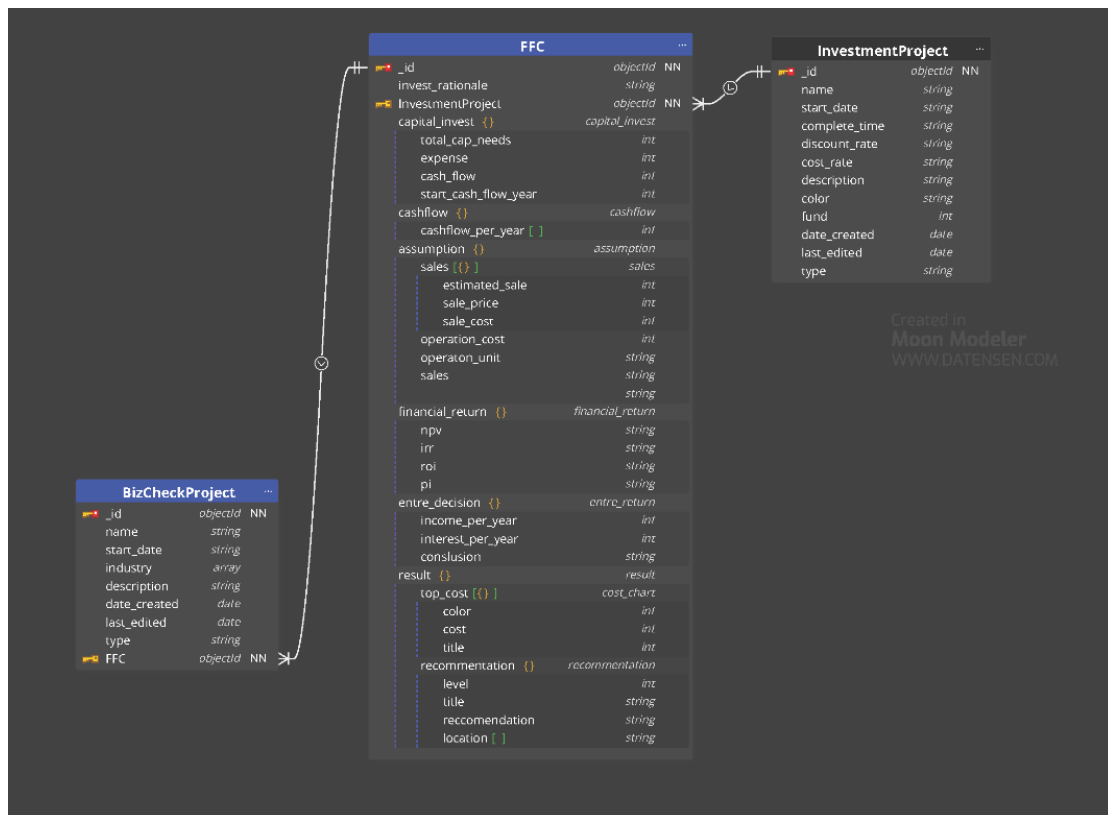 FFC ...
_id objectId NN
invest_rationale string
InvestmentProject objectId NN
capital_invest {} capital_invest
total_cap_needs int
expense int
cash_flow int
start_cash_flow_year int
cashflow {} cashflow
cashflow_per_year [ ] int
assumption {} assumption
sales [{} ] sales
estimated_sale int
sale_price int
sale_cost int
operation_cost int
operaton_unit string
sales string
string
financial_return {} financial_return
npv string
irr string
roi string
pi string
entre_decision {} entre_return
income_per_year int
interest_per_year int
conslusion string
result {} result
top_cost [{} ] cost_chart
color int
cost int
title int
recommentation {} recommentation
level int
title string
reccomendation string
location [ ] string
InvestmentProject ...
_id objectId NN
name string
start_date string
complete_time string
discount_rate string
cost_rate string
description string
color string
fund int
date_created date
last_edited date
type string
Created in
Moon Modeler
WWW.DATENSEN.COM
BizCheckProject ...
_id objectId NN
name string
start_date string
industry array
description string
date_created date
last_edited date
type string
FFC objectId NN